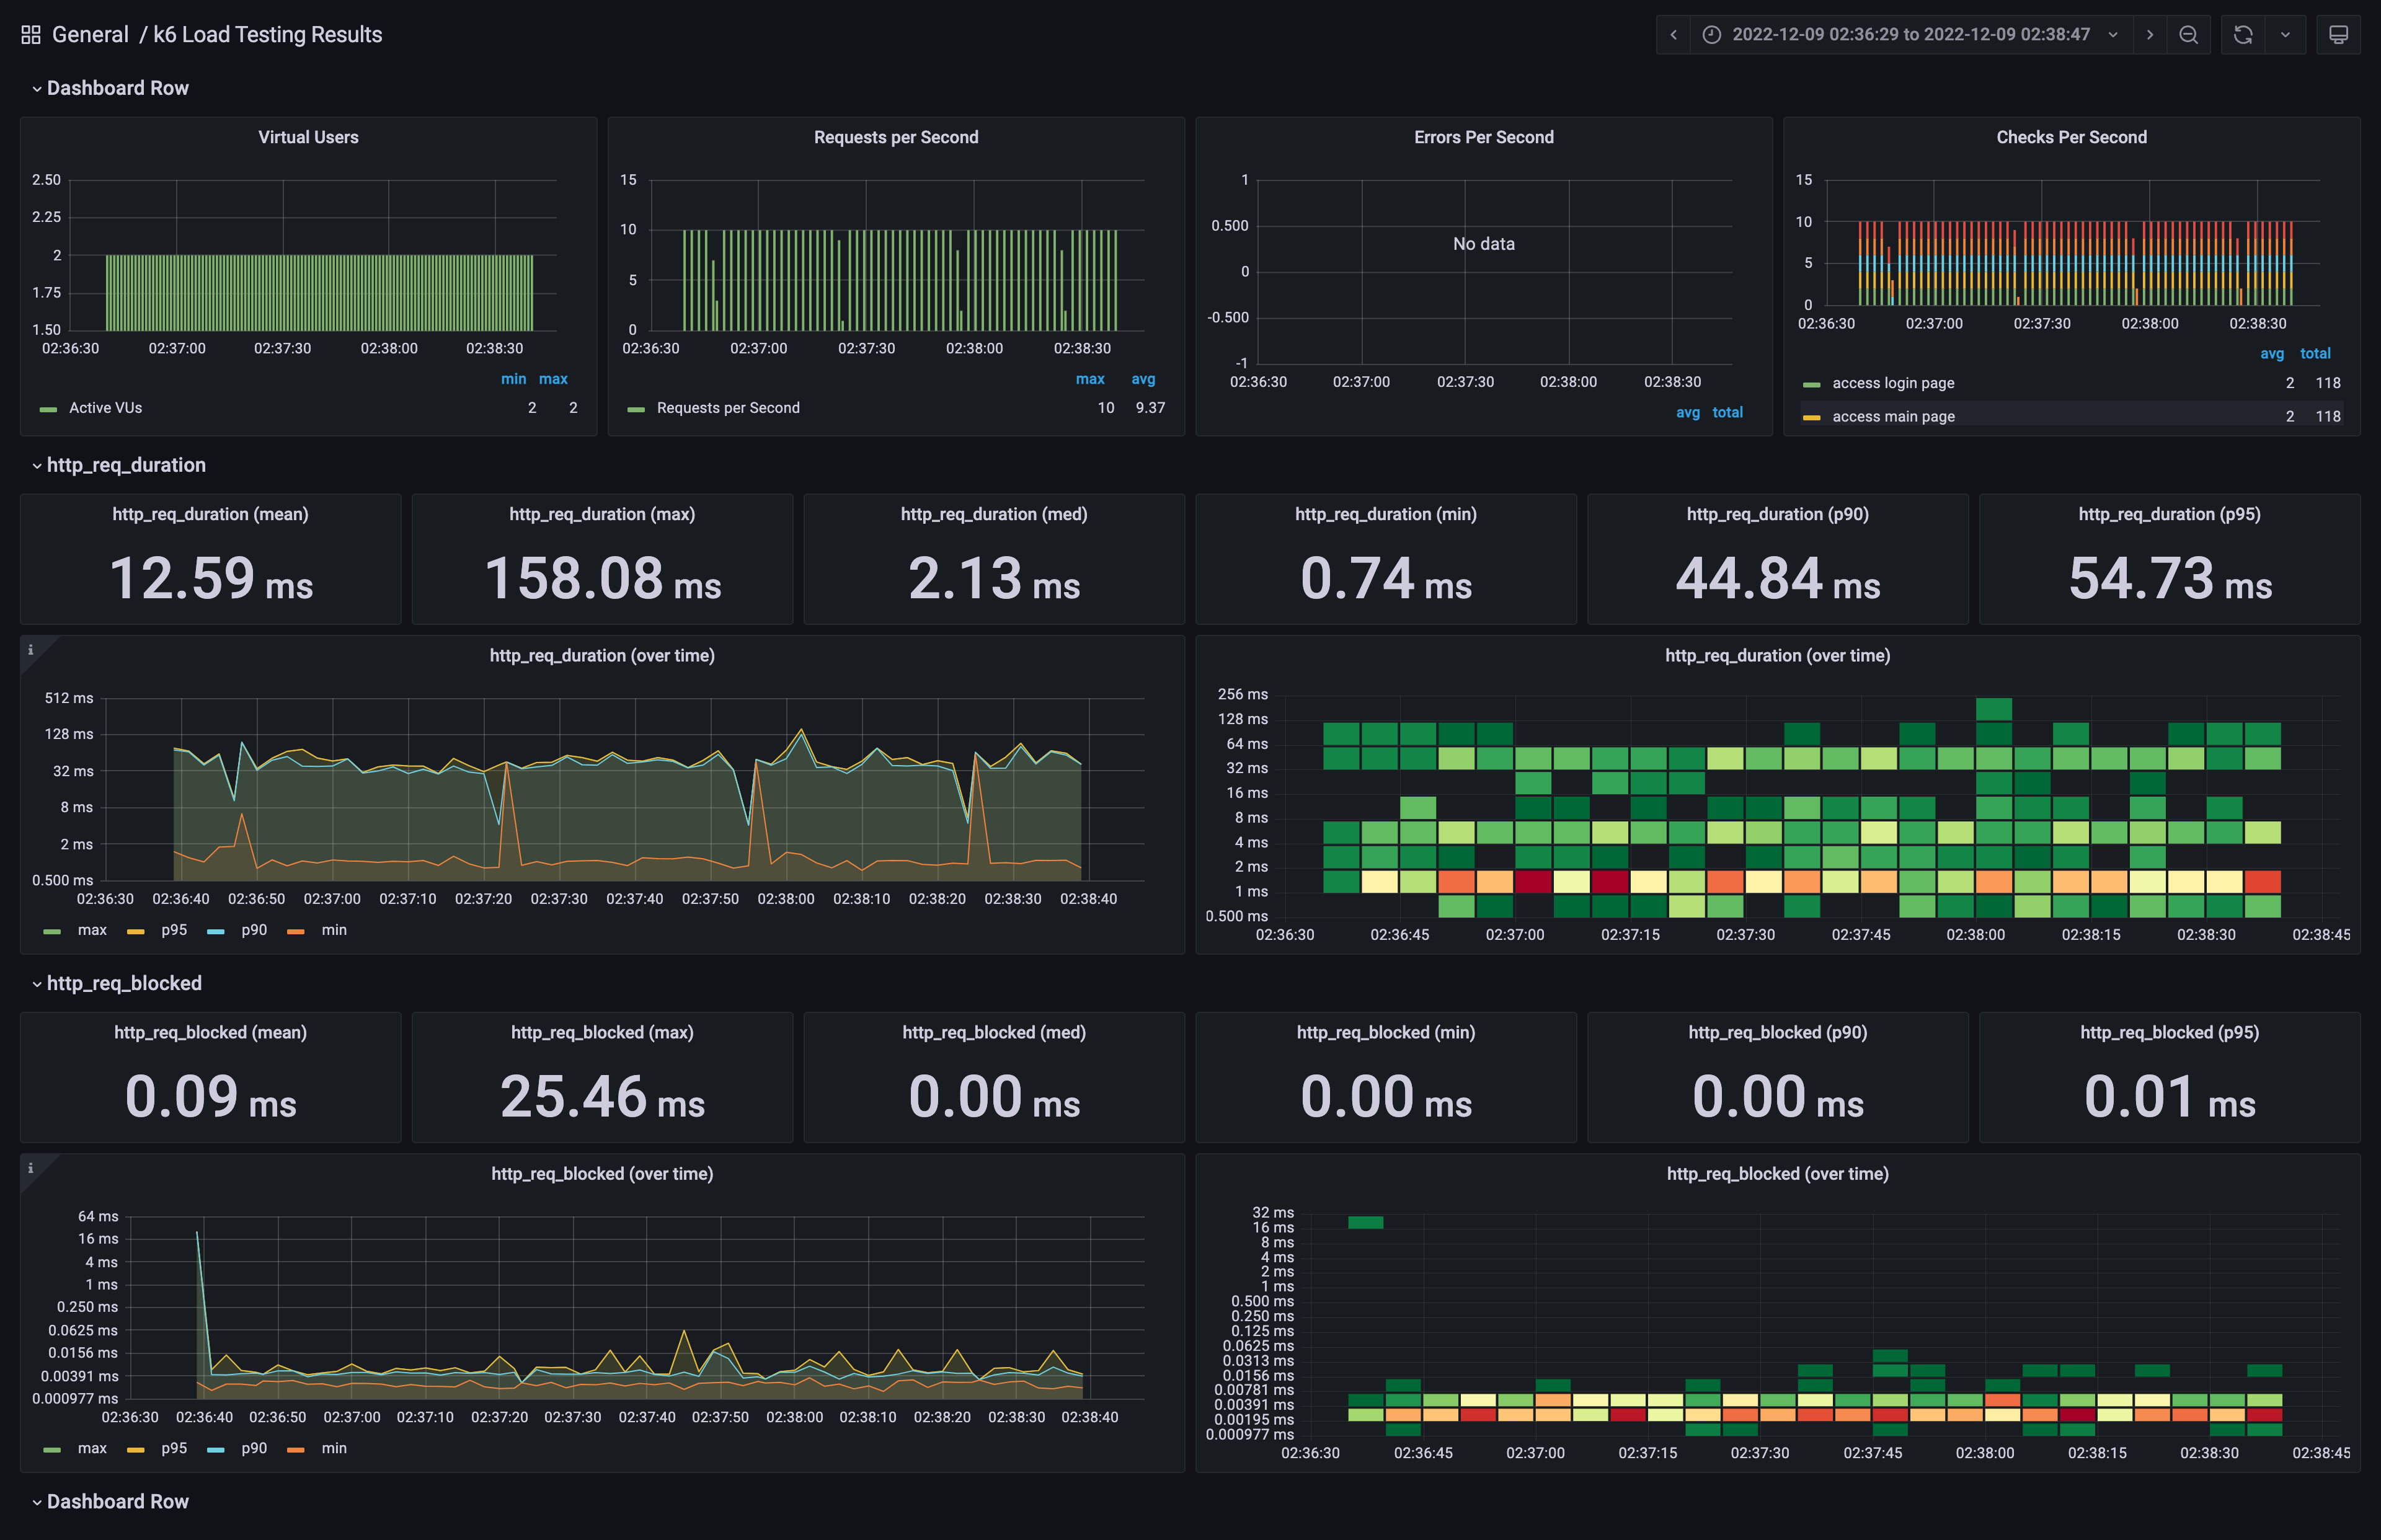 General / k6 Load Testing Results
2022-12-09 02:36:29 to 2022-12-09 02:38:47
Dashboard Row
Virtual Users
2.50
2.25
2
1.75
1.50
02:36:30 02:37:00 02:37:30 02:38:00 02:38:30
min max
Active VUs 2 2
Requests per Second
15
10
5
0
02:36:30 02:37:00 02:37:30 02:38:00 02:38:30
max avg
Requests per Second 10 9.37
Errors Per Second
1
0.500
0
-0.500
-1
No data
02:36:30 02:37:00 02:37:30 02:38:00 02:38:30
avg total
Checks Per Second
15
10
5
0
02:36:30 02:37:00 02:37:30 02:38:00 02:38:30
avg total
access login page 2 118
access main page 2 118
http_req_duration
http_req_duration (mean)
12.59 ms
http_req_duration (max)
158.08 ms
http_req_duration (med)
2.13 ms
http_req_duration (min)
0.74 ms
http_req_duration (p90)
44.84 ms
http_req_duration (p95)
54.73 ms
http_req_duration (over time)
512 ms
128 ms
32 ms
8 ms
2 ms
0.500 ms
02:36:30 02:36:40 02:36:50 02:37:00 02:37:10 02:37:20 02:37:30 02:37:40 02:37:50 02:38:00 02:38:10 02:38:20 02:38:30 02:38:40
max p95 p90 min
http_req_duration (over time)
256 ms
128 ms
64 ms
32 ms
16 ms
8 ms
4 ms
2 ms
1 ms
0.500 ms
02:36:30 02:36:45 02:37:00 02:37:15 02:37:30 02:37:45 02:38:00 02:38:15 02:38:30 02:38:45
http_req_blocked
http_req_blocked (mean)
0.09 ms
http_req_blocked (max)
25.46 ms
http_req_blocked (med)
0.00 ms
http_req_blocked (min)
0.00 ms
http_req_blocked (p90)
0.00 ms
http_req_blocked (p95)
0.01 ms
http_req_blocked (over time)
64 ms
16 ms
4 ms
1 ms
0.250 ms
0.0625 ms
0.0156 ms
0.00391 ms
0.000977 ms
02:36:30 02:36:40 02:36:50 02:37:00 02:37:10 02:37:20 02:37:30 02:37:40 02:37:50 02:38:00 02:38:10 02:38:20 02:38:30 02:38:40
max p95 p90 min
http_req_blocked (over time)
32 ms
16 ms
8 ms
4 ms
2 ms
1 ms
0.500 ms
0.250 ms
0.125 ms
0.0625 ms
0.0313 ms
0.0156 ms
0.00781 ms
0.00391 ms
0.00195 ms
0.000977 ms
02:36:30 02:36:45 02:37:00 02:37:15 02:37:30 02:37:45 02:38:00 02:38:15 02:38:30 02:38:45
Dashboard Row